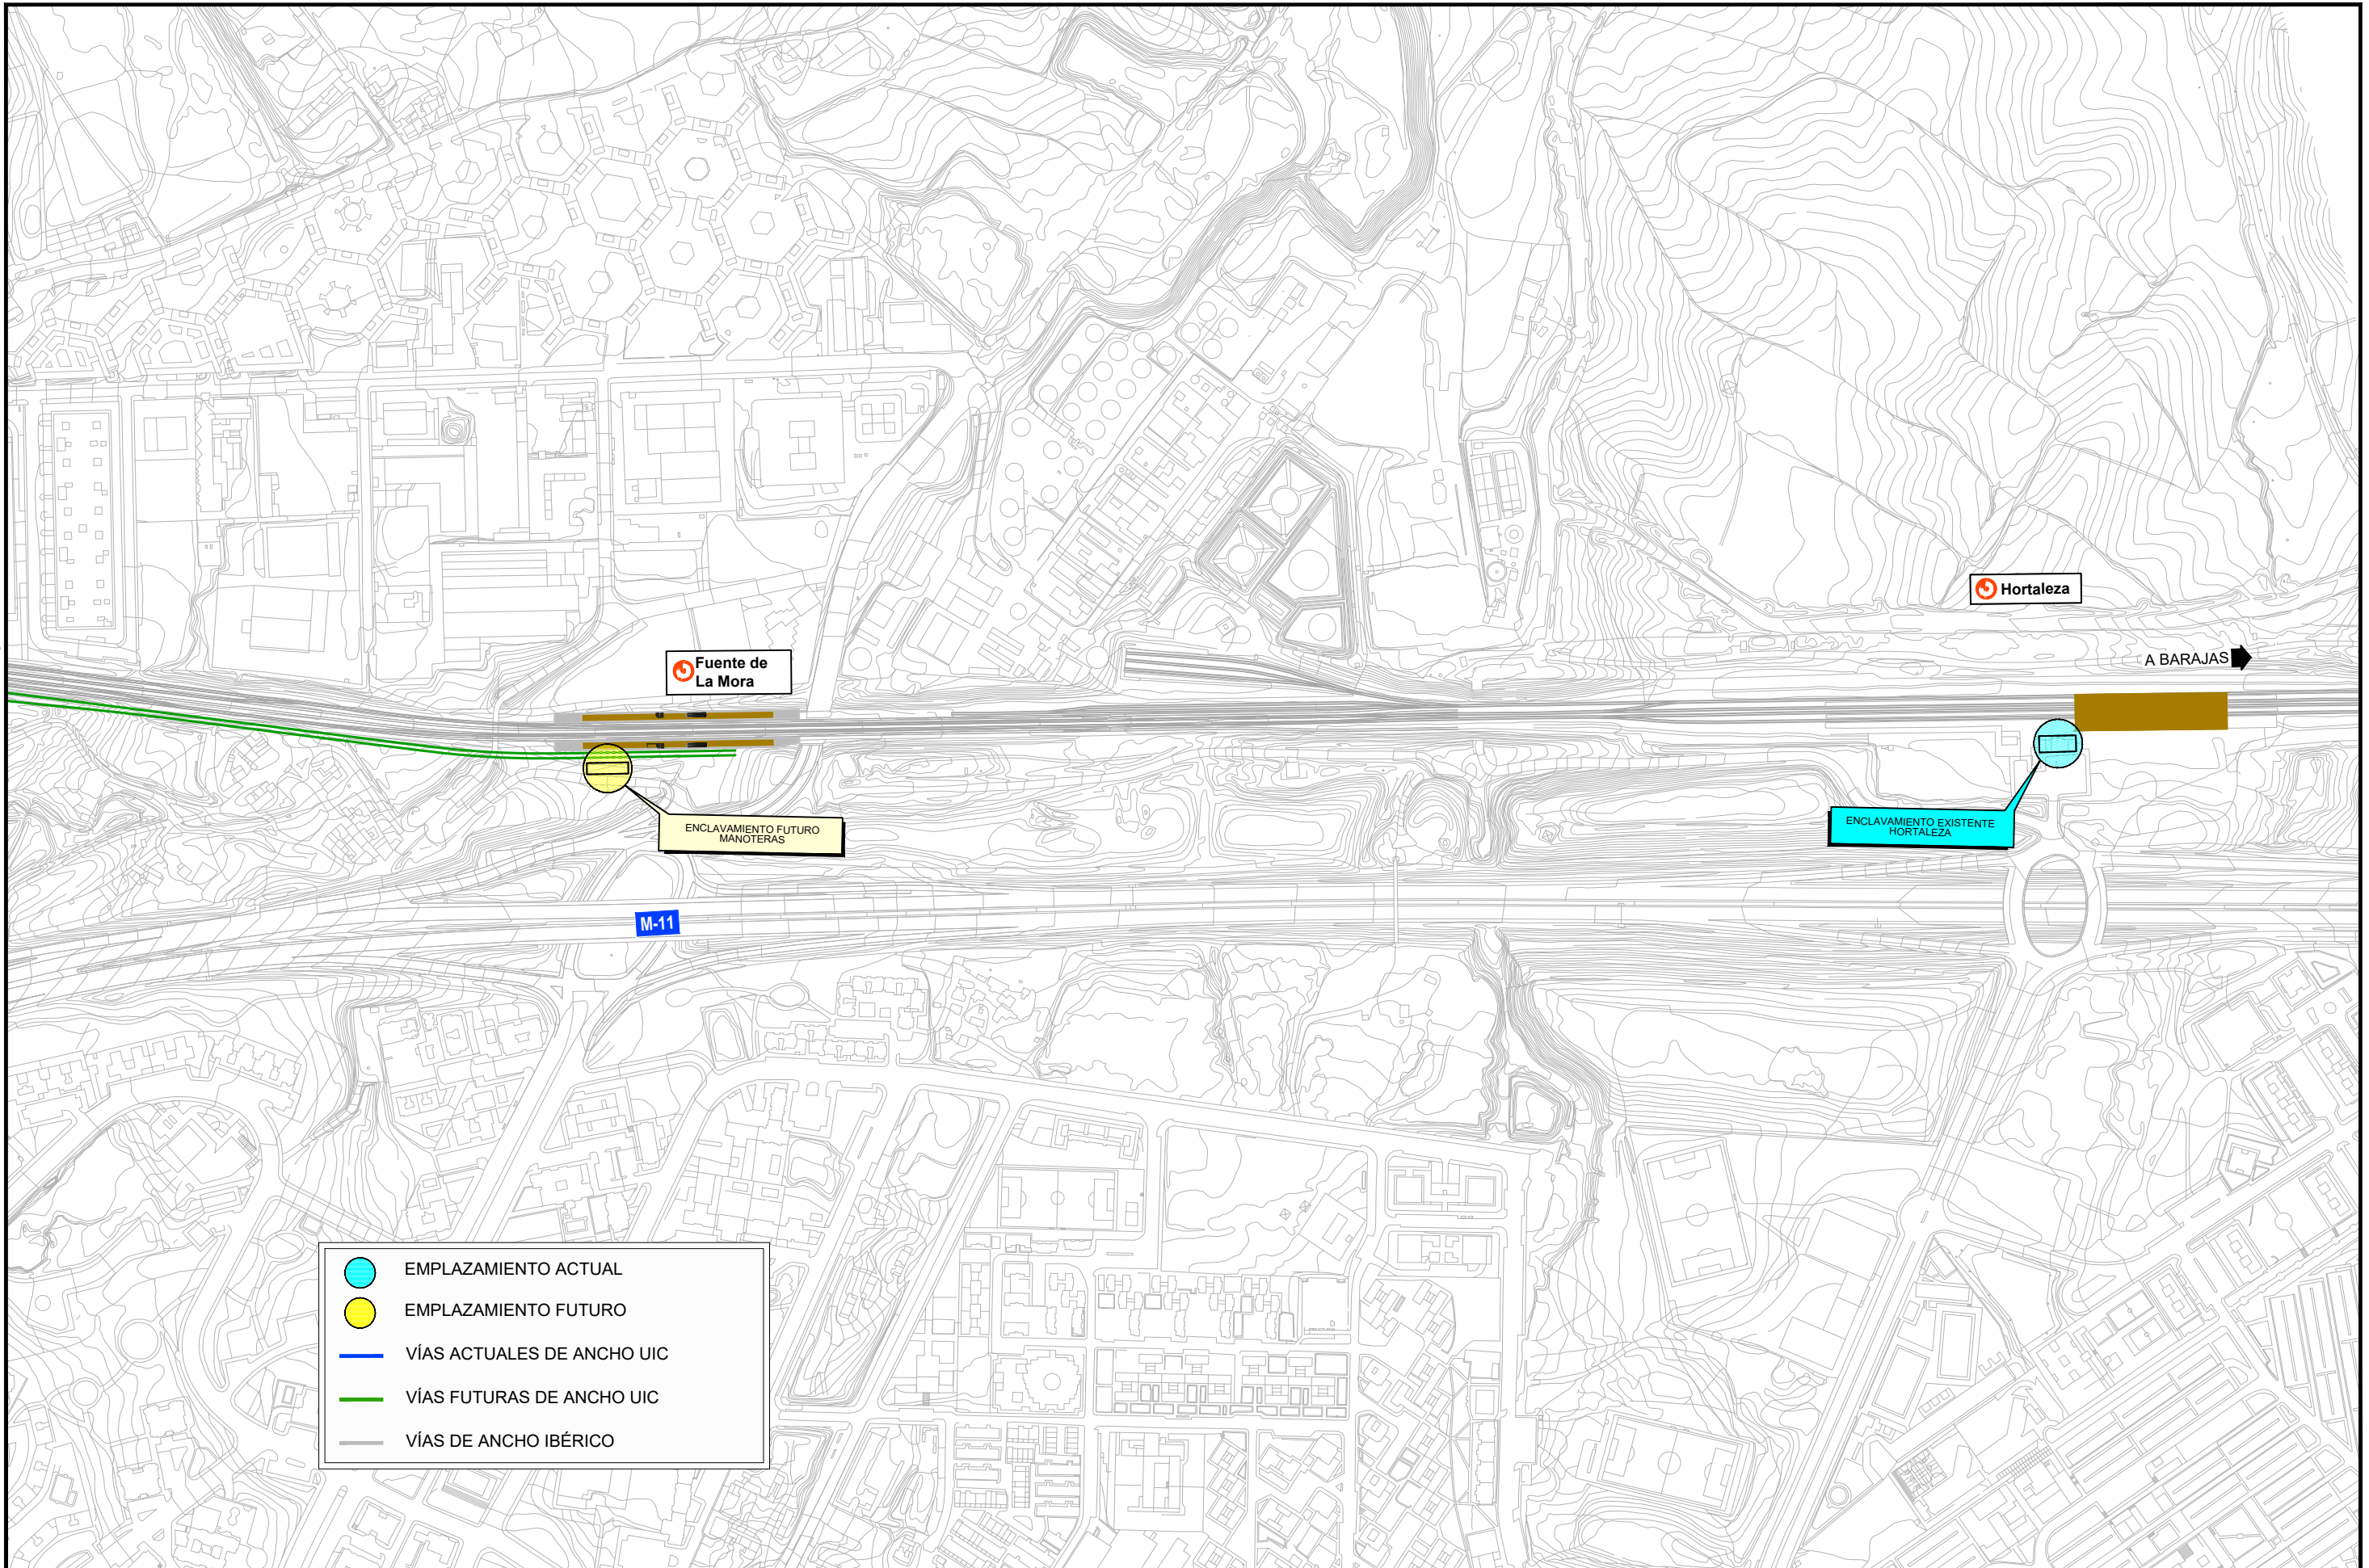 Hortaleza
A BARAJAS
Fuente de
La Mora
ENCLAVAMIENTO FUTURO
MANOTERAS
ENCLAVAMIENTO EXISTENTE
HORTALEZA
M-11
EMPLAZAMIENTO ACTUAL
EMPLAZAMIENTO FUTURO
VÍAS ACTUALES DE ANCHO UIC
VÍAS FUTURAS DE ANCHO UIC
VÍAS DE ANCHO IBÉRICO